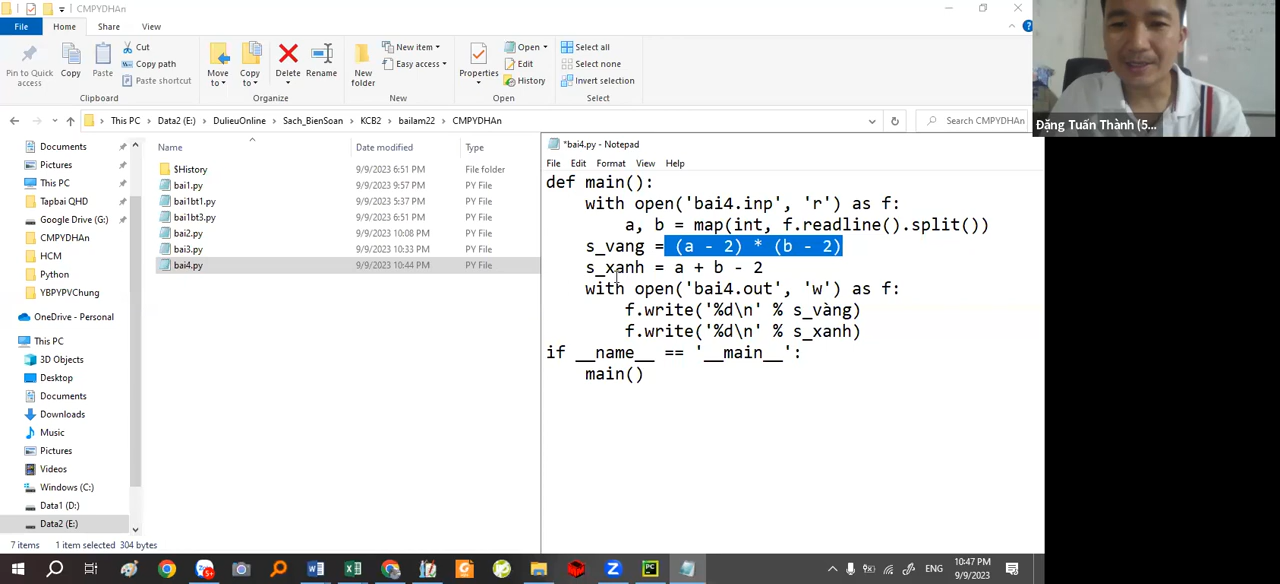 CMPYDHAn
File
Home
Share
View
Pin to Quick access
Copy
Paste
Cut
Copy path
Paste shortcut
Clipboard
Move to
Copy to
Delete
Rename
Organize
New folder
New item
Easy access
New
Properties
Open
Edit
History
Open
Select all
Select none
Invert selection
Select
This PC > Data2 (E:) > DulieuOnline > Sach_BienSoan > KCB2 > bailam22 > CMPYDHAn
Search CMPYDHAn
Documents
Pictures
This PC
Tapbai QHD
Google Drive (G:)
CMPYDHAn
HCM
Python
YBPYPVChung
OneDrive - Personal
This PC
3D Objects
Desktop
Documents
Downloads
Music
Pictures
Videos
Windows (C:)
Data1 (D:)
Data2 (E:)
Name Date modified Type
$History 9/9/2023 6:51 PM File folder
bai1.py 9/9/2023 9:57 PM PY File
bai1bt1.py 9/9/2023 5:37 PM PY File
bai1bt3.py 9/9/2023 6:51 PM PY File
bai2.py 9/9/2023 10:08 PM PY File
bai3.py 9/9/2023 10:33 PM PY File
bai4.py 9/9/2023 10:44 PM PY File
7 items 1 item selected 304 bytes
*bai4.py - Notepad
File Edit Format View Help
def main():
with open('bai4.inp', 'r') as f:
a, b = map(int, f.readline().split())
s_vang = (a - 2) * (b - 2)
s_xanh = a + b - 2
with open('bai4.out', 'w') as f:
f.write('%d\n' % s_vàng)
f.write('%d\n' % s_xanh)
if __name__ == '__main__':
main()
Đặng Tuấn Thành (5...
ENG
10:47 PM
9/9/2023